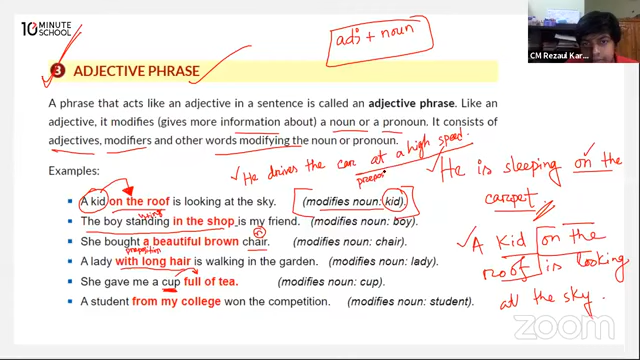 10 MINUTE SCHOOL
adj + noun
CM Rezaul Kar...
3 ADJECTIVE PHRASE
A phrase that acts like an adjective in a sentence is called an adjective phrase. Like an
adjective, it modifies (gives more information about) a noun or a pronoun. It consists of
adjectives, modifiers and other words modifying the noun or pronoun.
He drives the car at a high speed.
prepos
He is sleeping on the
carpet.
Examples:
A kid on the roof is looking at the sky. (modifies noun: kid).
The boy standing in the shop is my friend. (modifies noun: boy).
She bought a beautiful brown chair. (modifies noun: chair).
A lady with long hair is walking in the garden. (modifies noun: lady).
She gave me a cup full of tea. (modifies noun: cup).
A student from my college won the competition. (modifies noun: student).
A Kid on the
roof is looking
at the sky.
zoom